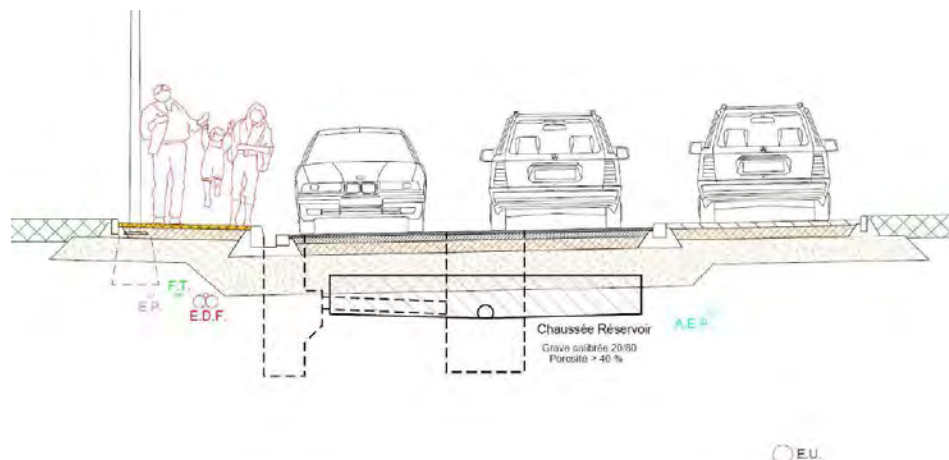 F.T.
E.P.
E.D.F.
Chaussée Réservoir
A.E.P.
Grave calibrée 20/80
Porosité > 40 %
E.U.